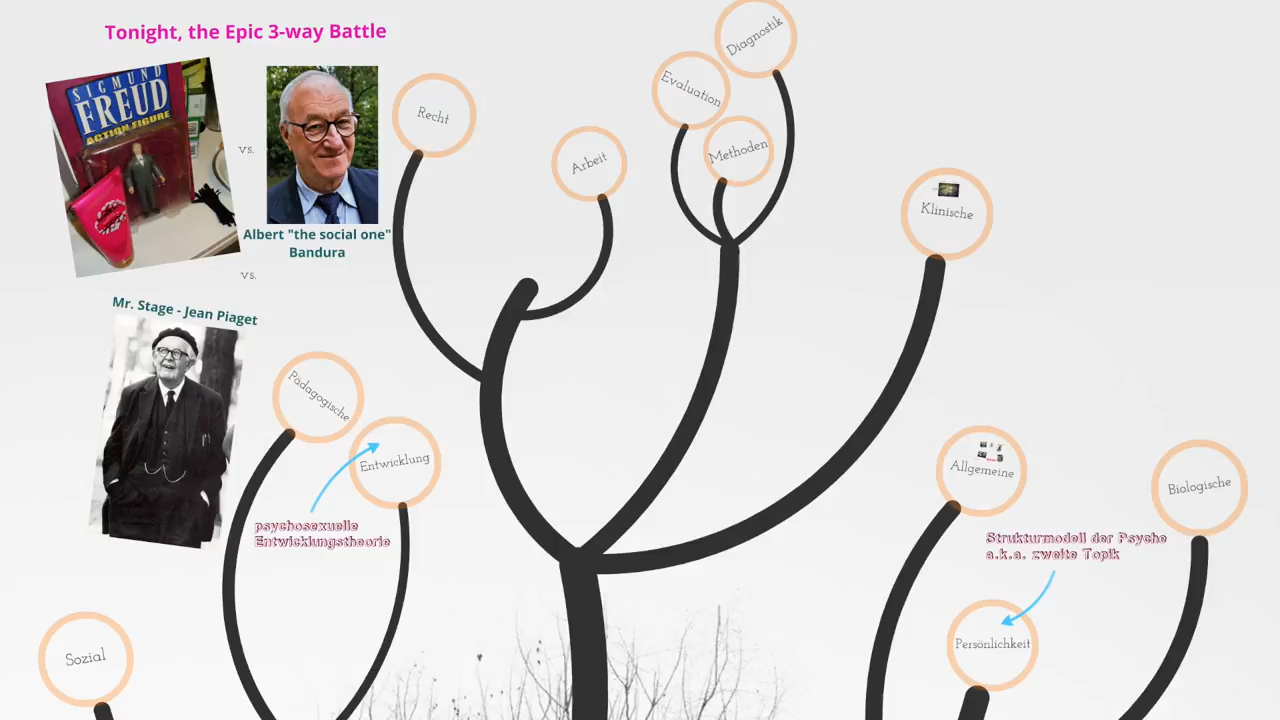 Tonight, the Epic 3-way Battle
SIGMUND
FREUD
ACTION FIGURE
vs.
Albert "the social one"
Bandura
vs.
Mr. Stage - Jean Piaget
Recht
Arbeit
Evaluation
Diagnostik
Methoden
Klinische
Pädagogische
Entwicklung
psychosexuelle
Entwicklungstheorie
Allgemeine
Biologische
Strukturmodell der Psyche
a.k.a. zweite Topik
Persönlichkeit
Sozial